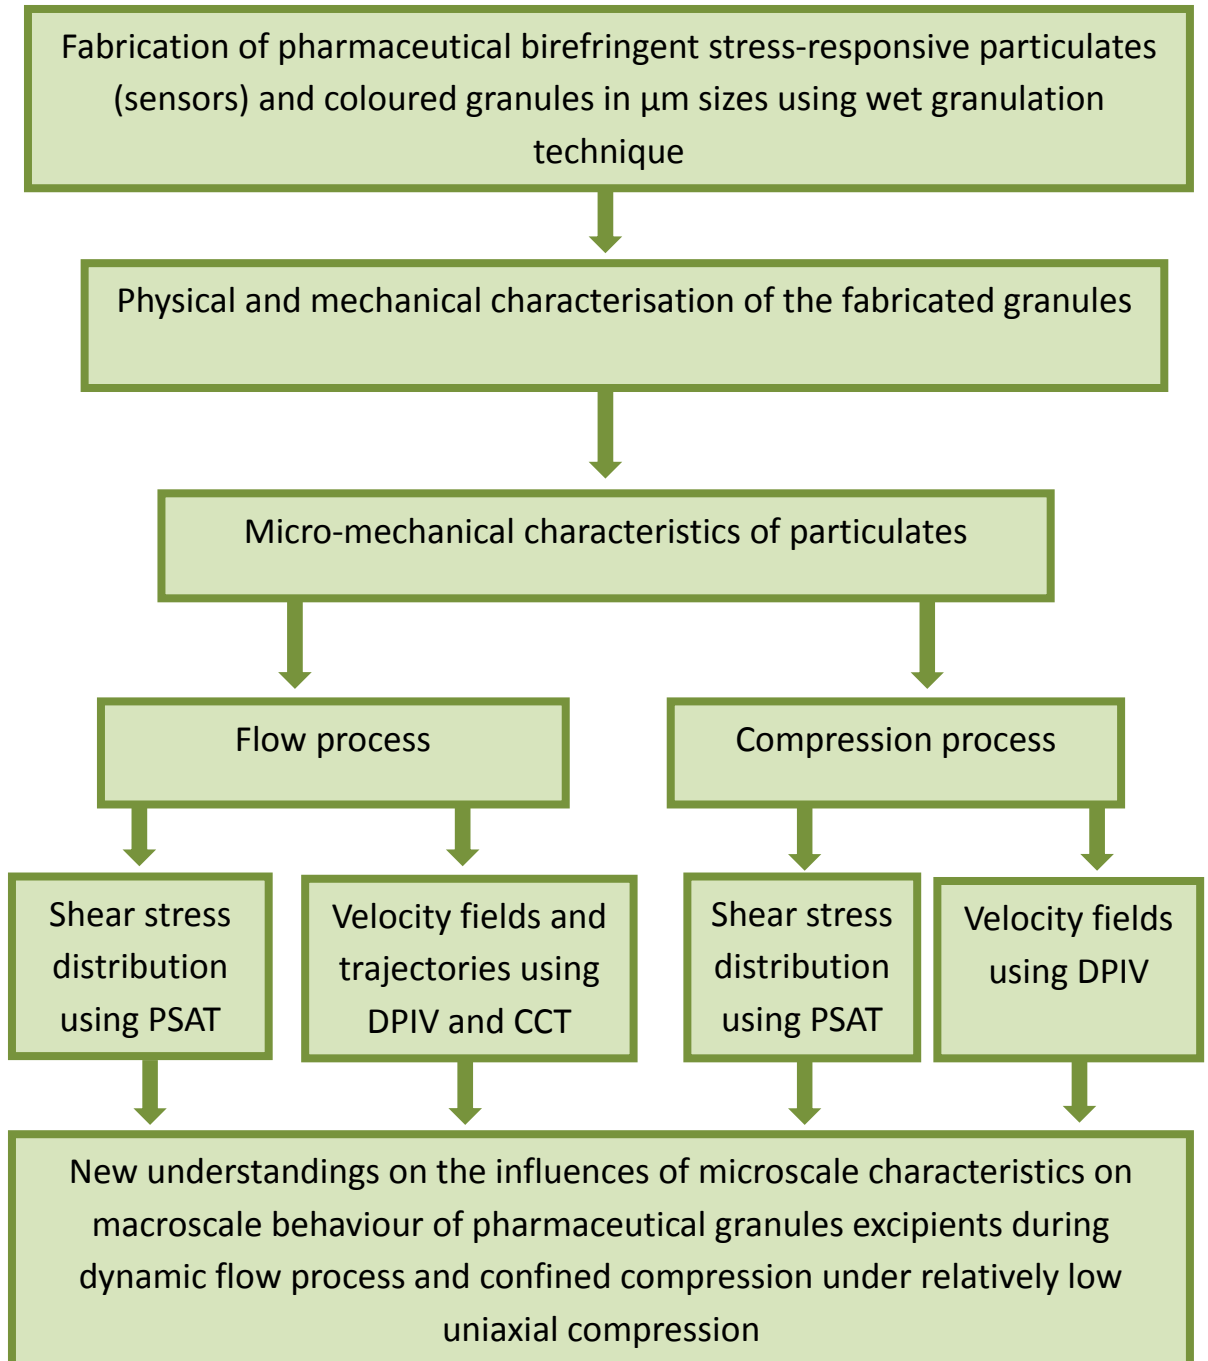 Fabrication of pharmaceutical birefringent stress-responsive particulates
(sensors) and coloured granules in μm sizes using wet granulation
technique
Physical and mechanical characterisation of the fabricated granules
Micro-mechanical characteristics of particulates
Flow process
Compression process
Shear stress
distribution
using PSAT
Velocity fields and
trajectories using
DPIV and CCT
Shear stress
distribution
using PSAT
Velocity fields
using DPIV
New understandings on the influences of microscale characteristics on
macroscale behaviour of pharmaceutical granules excipients during
dynamic flow process and confined compression under relatively low
uniaxial compression